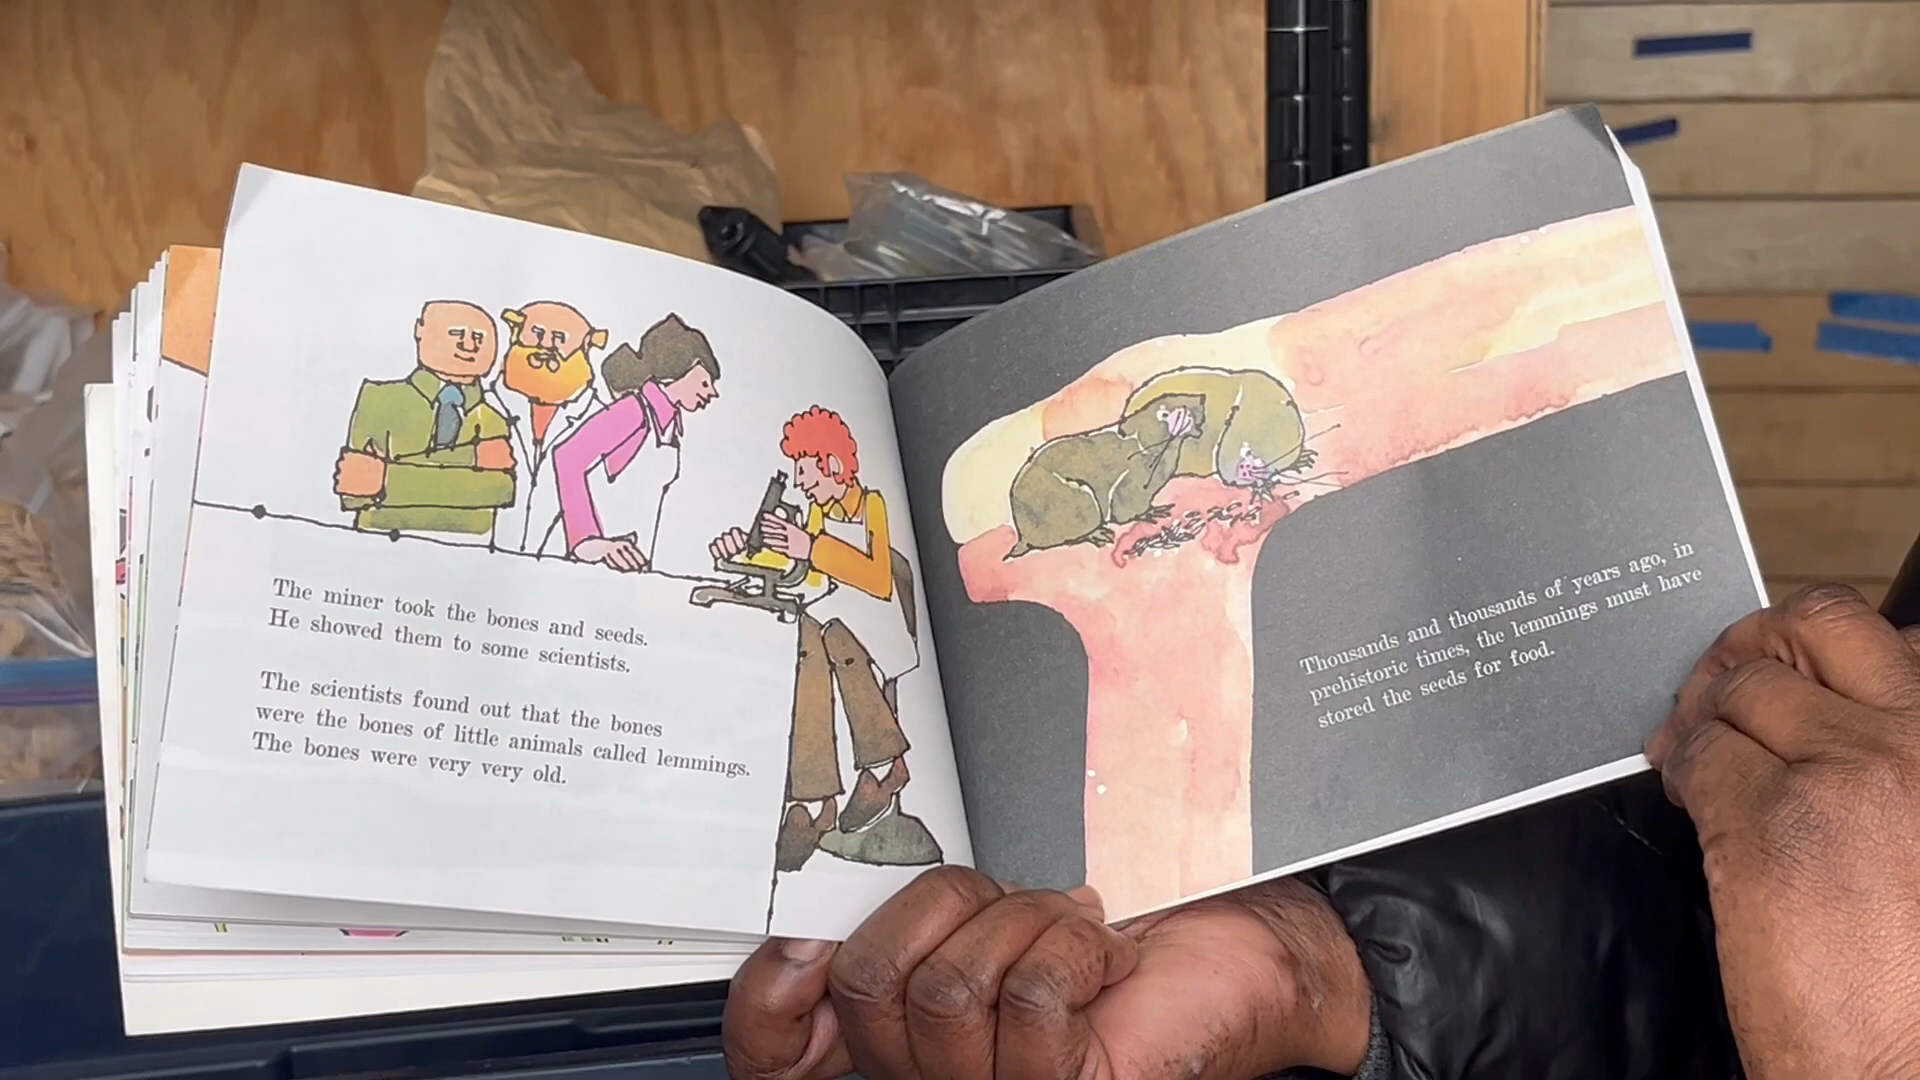 The miner took the bones and seeds.
He showed them to some scientists.
The scientists found out that the bones
were the bones of little animals called lemmings.
The bones were very very old.
Thousands and thousands of years ago, in
prehistoric times, the lemmings must have
stored the seeds for food.